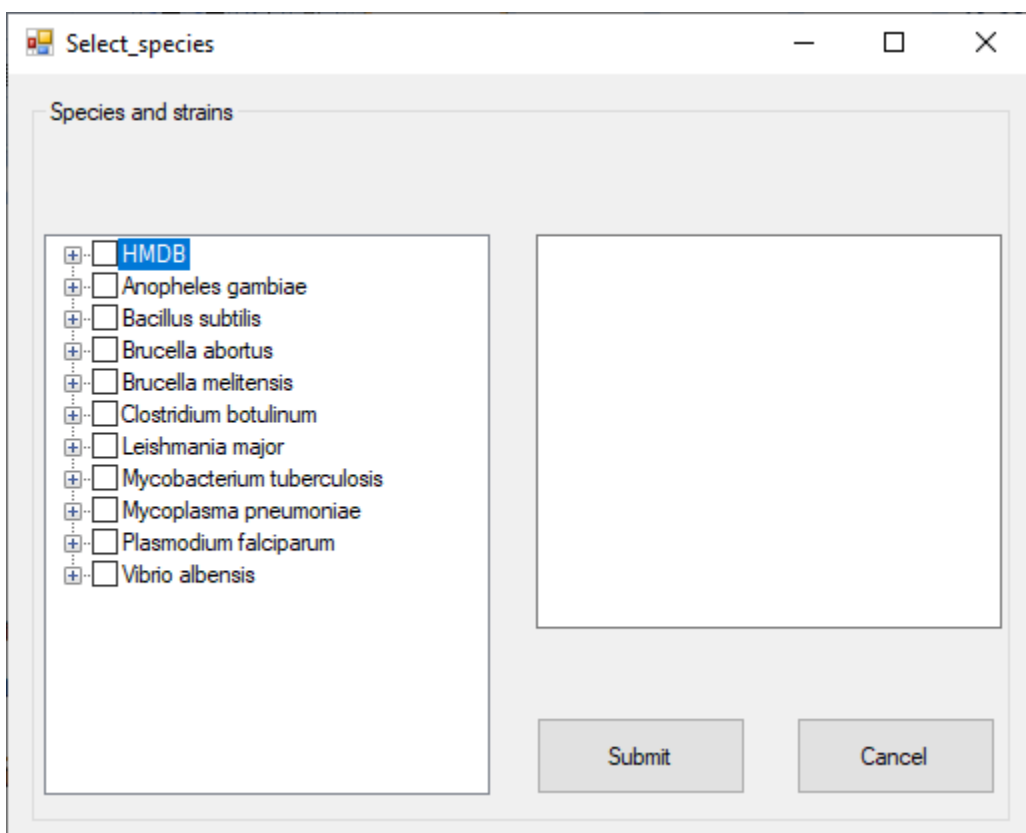 Select_species
Species and strains
HMDB
Anopheles gambiae
Bacillus subtilis
Brucella abortus
Brucella melitensis
Clostridium botulinum
Leishmania major
Mycobacterium tuberculosis
Mycoplasma pneumoniae
Plasmodium falciparum
Vibrio albensis
Submit
Cancel